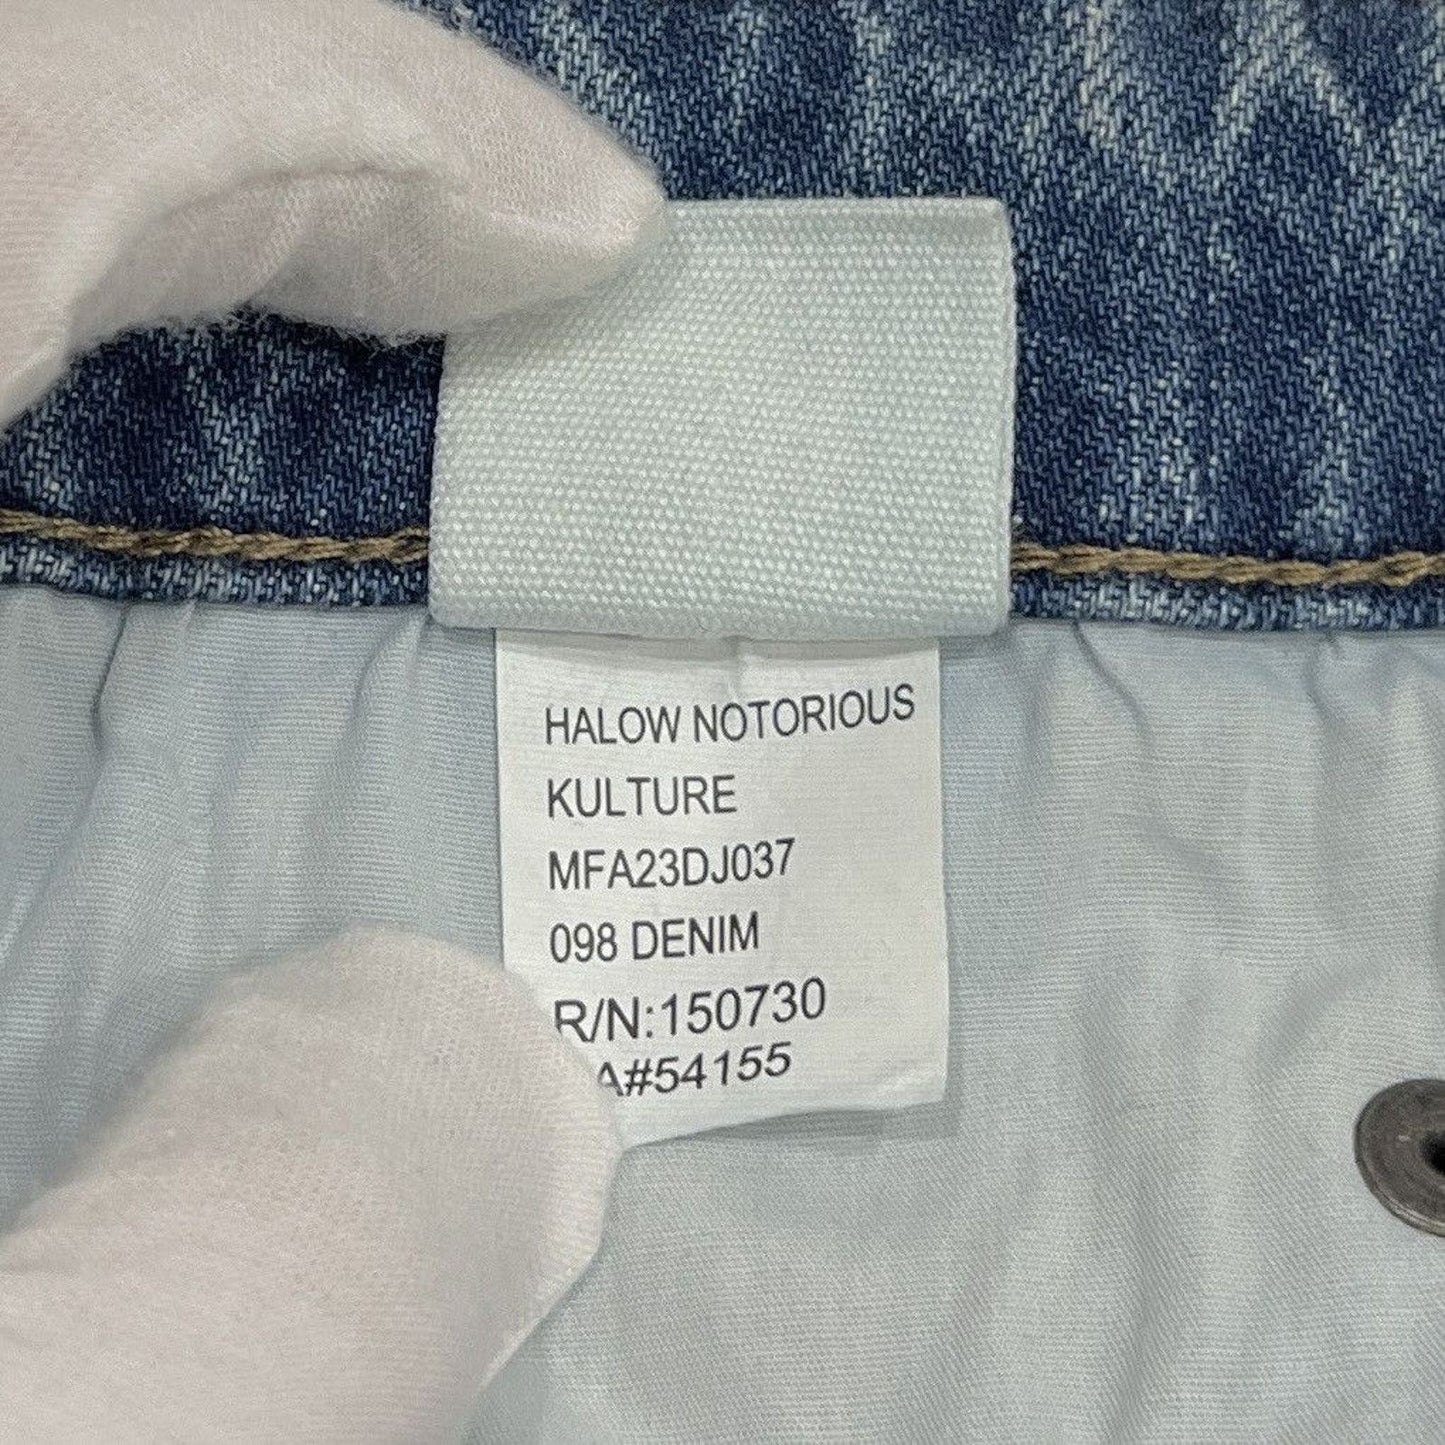 HALOW NOTORIOUS
KULTURE
MFA23DJ037
098 DENIM
R/N:150730
A#54155